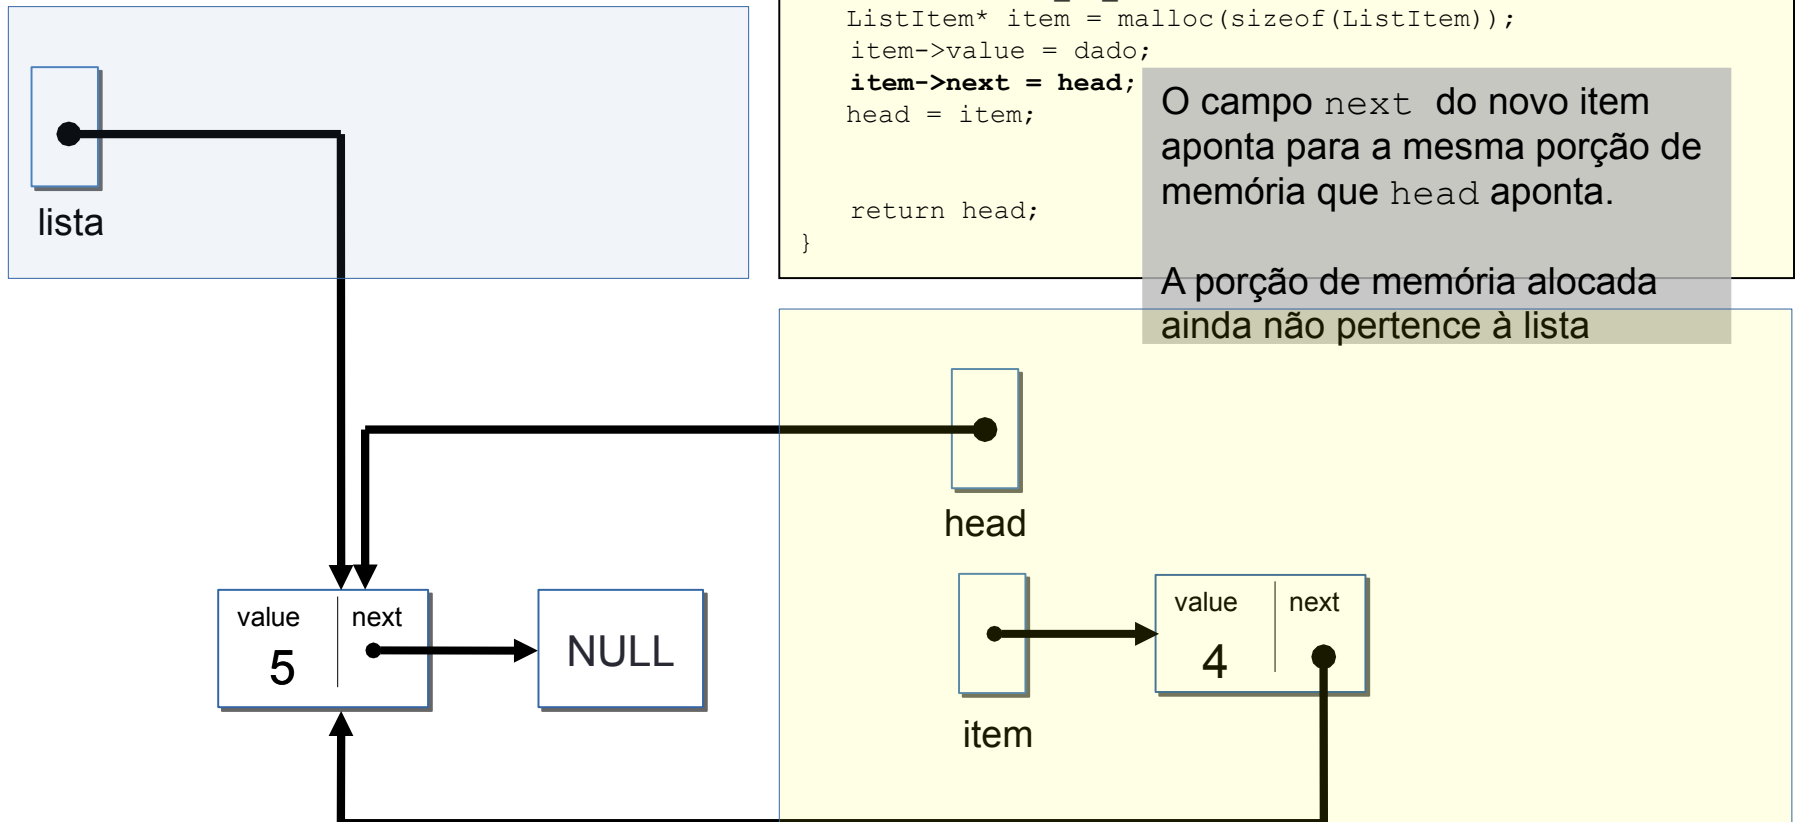 ListItem* item = malloc(sizeof(ListItem));
item->value = dado;
item->next = head;
head = item;
return head;
}
O campo next do novo item
aponta para a mesma porção de
memória que head aponta.
A porção de memória alocada
ainda não pertence à lista
lista
head
value next
5
NULL
item
value next
4